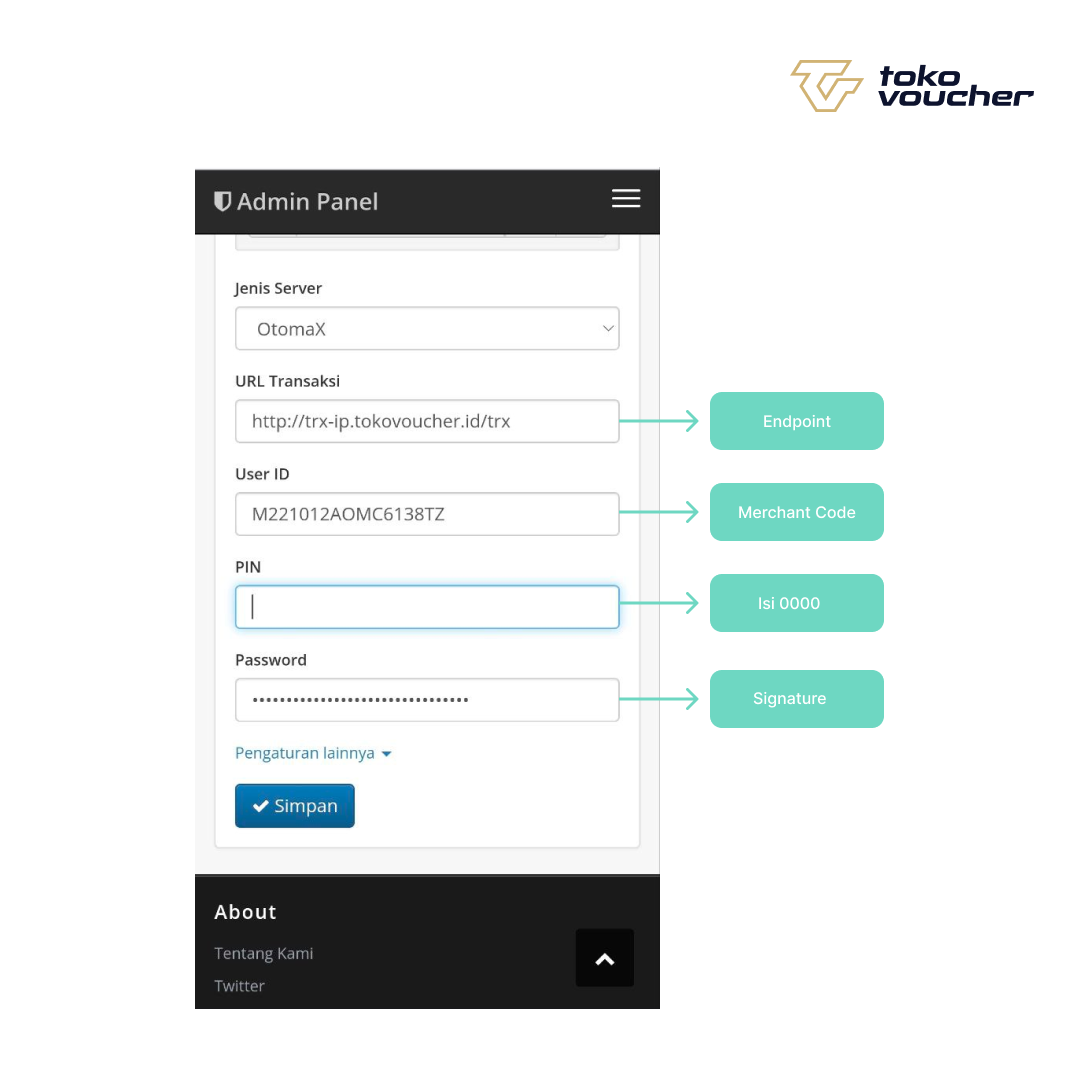 toko
voucher
Admin Panel
Jenis Server
OtomaX
URL Transaksi
http://trx-ip.tokovoucher.id/trx
Endpoint
User ID
M221012AOMC6138TZ
Merchant Code
PIN
Isi 0000
Password
••••••••••••••••••••••••••••••••
Signature
Pengaturan lainnya
Simpan
About
Tentang Kami
Twitter